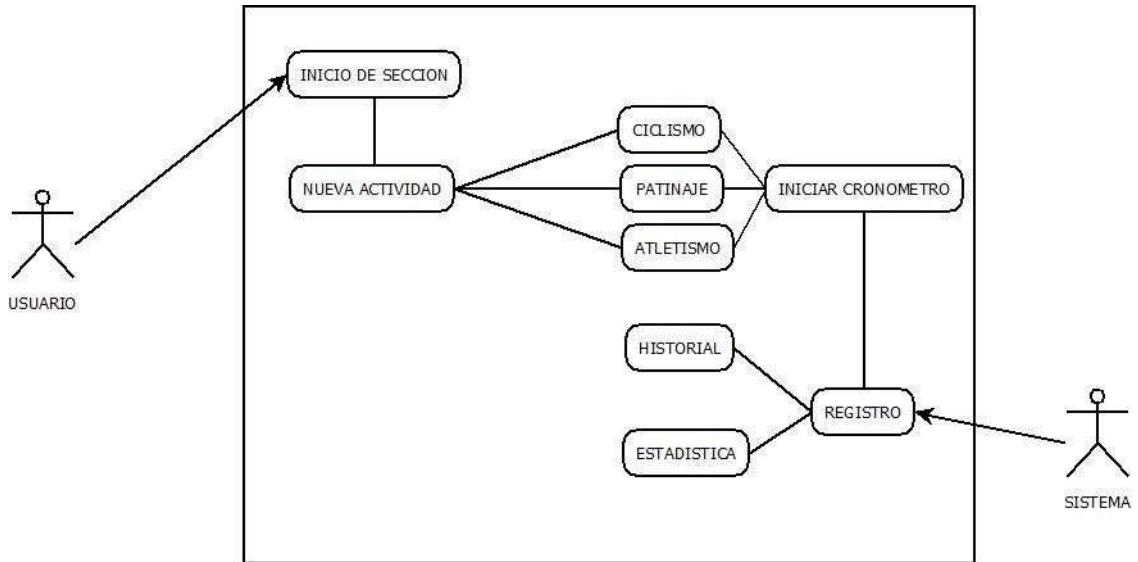 INICIO DE SECCION
CICLISMO
NUEVA ACTIVIDAD
PATINAJE
INICIAR CRONOMETRO
ATLETISMO
USUARIO
HISTORIAL
REGISTRO
ESTADISTICA
SISTEMA